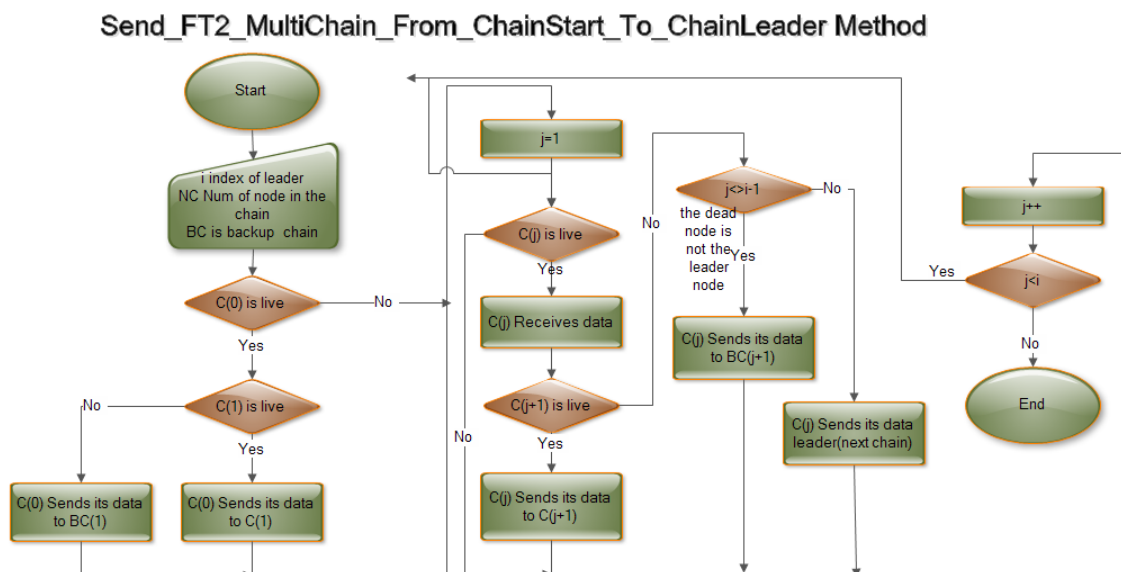 Send_FT2_MultiChain_From_ChainStart_To_ChainLeader Method
Start
i index of leader
NC Num of node in the
chain
BC is backup  chain
C(0) is live
No
Yes
C(1) is live
No
Yes
C(0) Sends its data
to BC(1)
C(0) Sends its data
to C(1)
j=1
C(j) is live
Yes
No
C(j) Receives data
C(j+1) is live
No
Yes
C(j) Sends its data
to C(j+1)
j<>i-1
No
the dead
node is
not the
leader
node
Yes
C(j) Sends its data
to BC(j+1)
C(j) Sends its data
leader(next chain)
j++
j<i
Yes
No
End